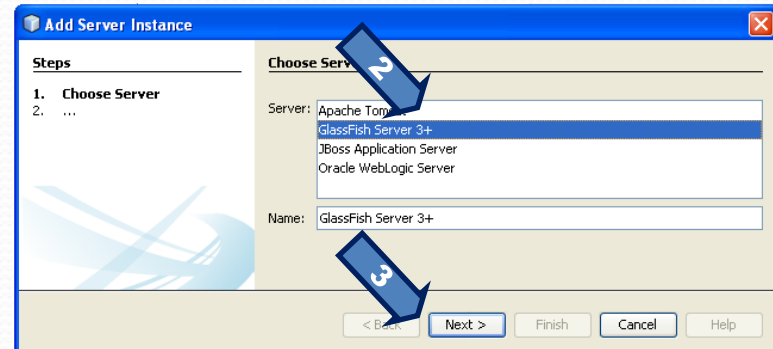 Add Server Instance
Steps
1. Choose Server
2. ...
Choose
2
Server:
Apache
GlassFish Server 3+
JBoss Application Server
Oracle WebLogic Server
Name: GlassFish Server 3+
3
Next > Finish Cancel Help